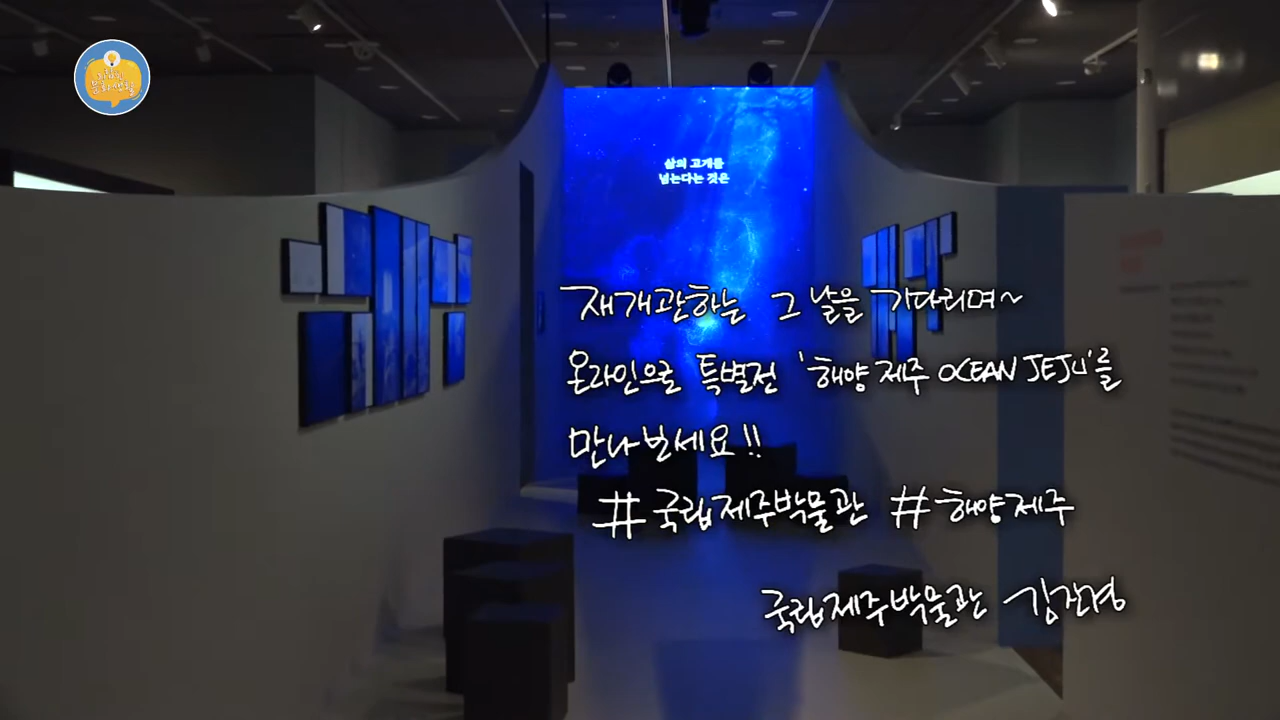 삶의 고개를
넘는다는 것은
재개관하는 그 날을 기다리며~
온라인으로 특별전 '해양 제주 OCEAN JEJU'를
만나보세요!!
#국립제주박물관 #해양제주
국립제주박물관 김진경